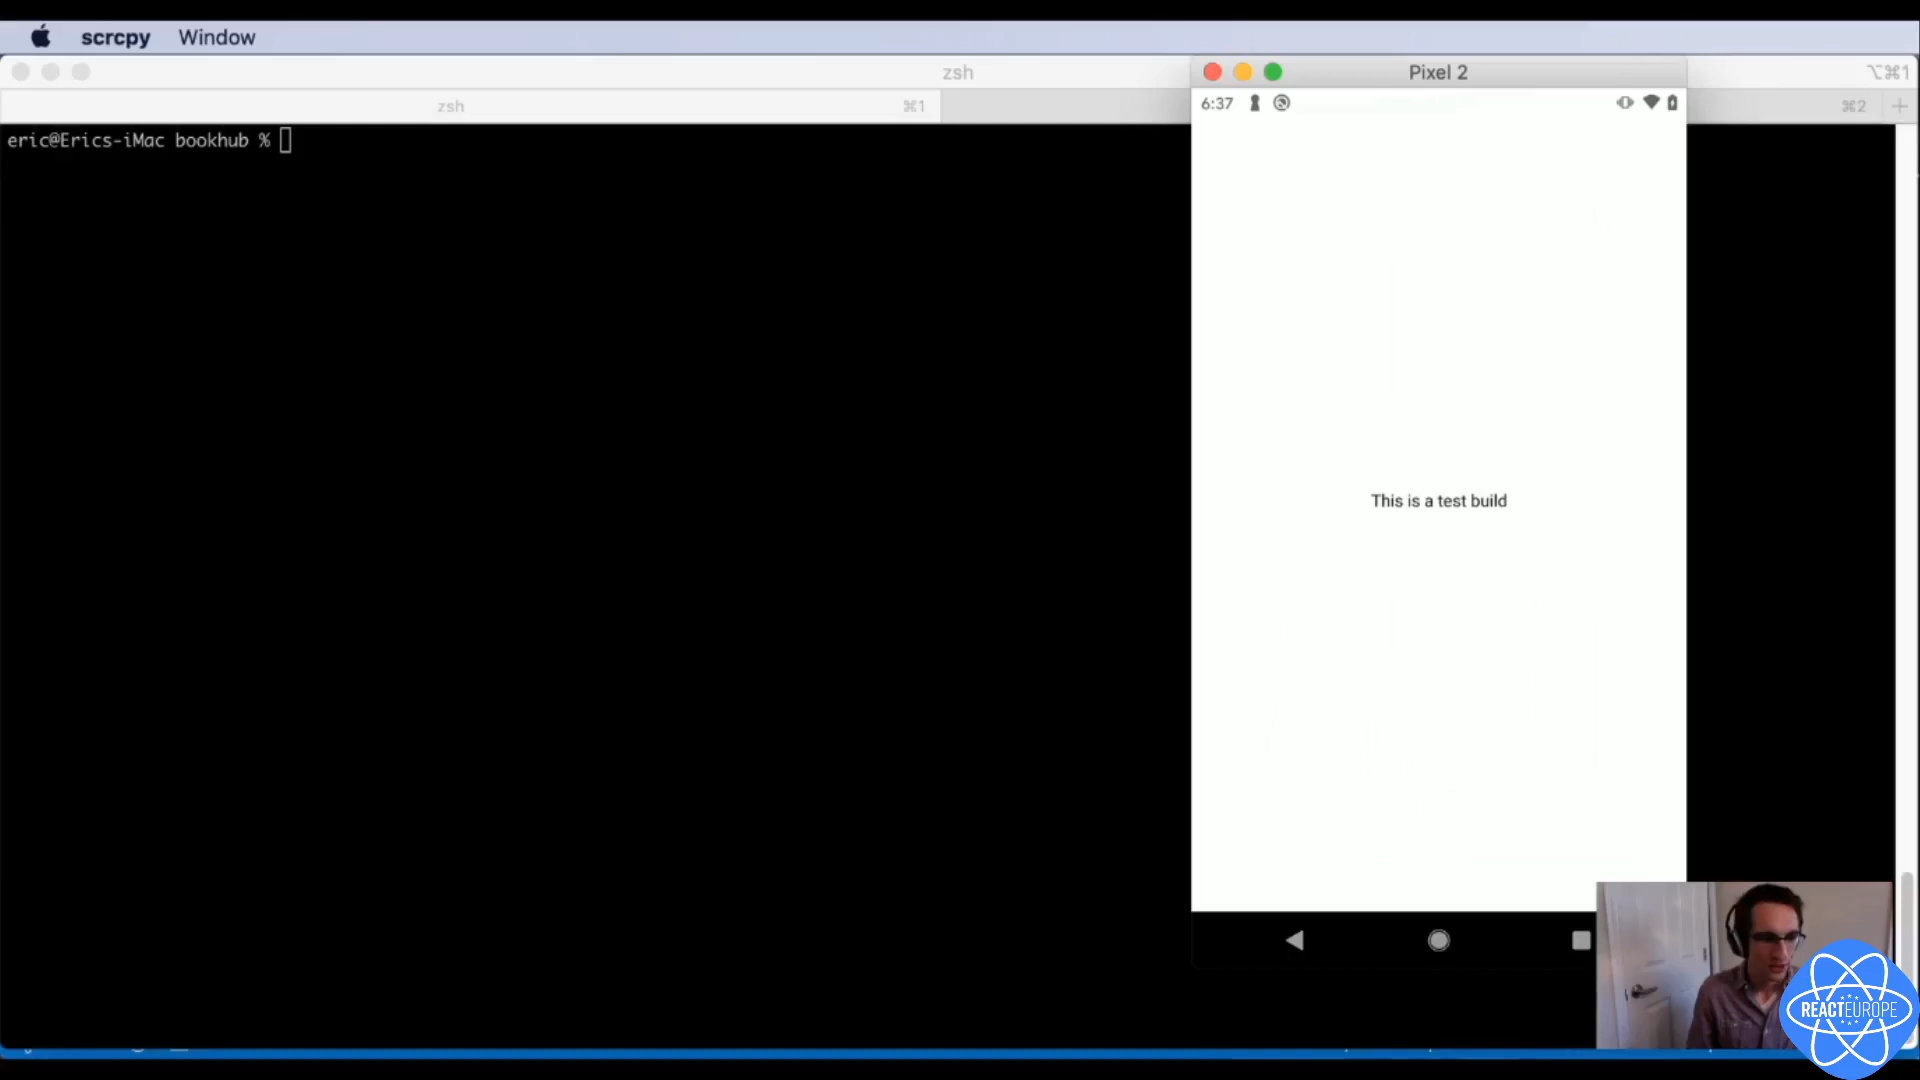 scrcpy Window
zsh
⌥⌘1
zsh ⌘1
⌘2 +
eric@Erics-iMac bookhub %
Pixel 2
6:37
This is a test build
REACTEUROPE